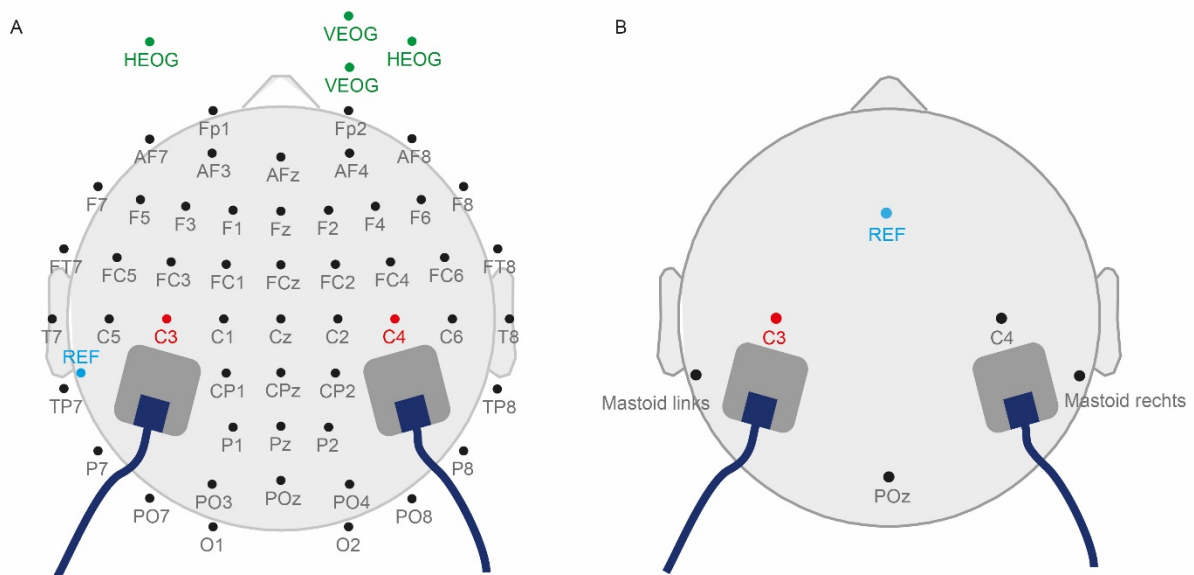 A
B
VEOG
HEOG
HEOG
VEOG
Fp1
Fp2
AF7
AF3
AFz
AF4
AF8
F7
F5
F3
F1
Fz
F2
F4
F6
F8
REF
FT7
FC5
FC3
FC1
FCz
FC2
FC4
FC6
FT8
T7
C5
C3
C1
Cz
C2
C4
C6
T8
C3
C4
REF
TP7
CP1
CPz
CP2
TP8
Mastoid links
Mastoid rechts
P7
P1
Pz
P2
P8
PO7
PO3
POz
PO4
PO8
POz
O1
O2